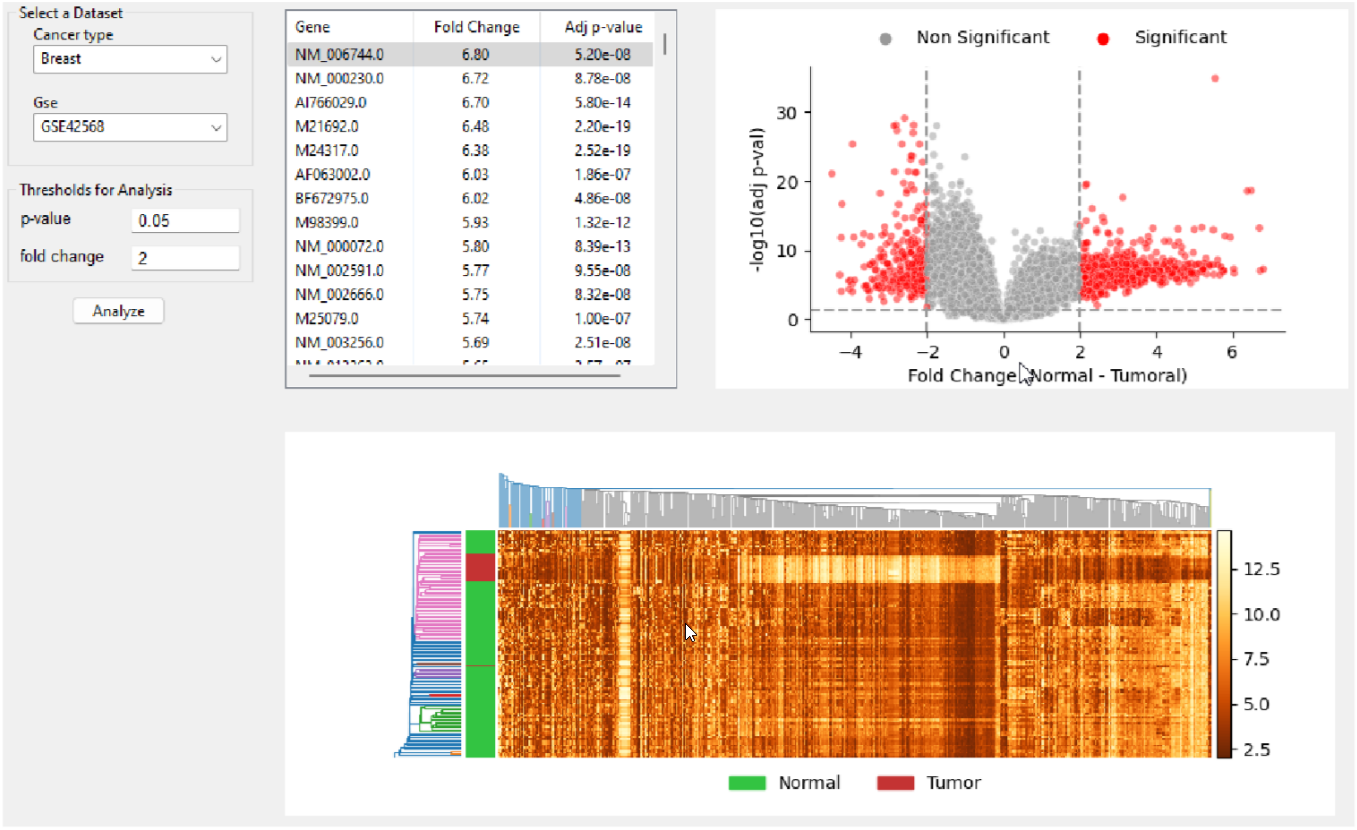 Select a Dataset
Cancer type
Breast
Gse
GSE42568
Thresholds for Analysis
p-value 0.05
fold change 2
Analyze
Gene Fold Change Adj p-value
NM_006744.0 6.80 5.20e-08
NM_000230.0 6.72 8.78e-08
AI766029.0 6.70 5.80e-14
M21692.0 6.48 2.20e-19
M24317.0 6.38 2.52e-19
AF063002.0 6.03 1.86e-07
BF672975.0 6.02 4.86e-08
M98399.0 5.93 1.32e-12
NM_000072.0 5.80 8.39e-13
NM_002591.0 5.77 9.55e-08
NM_002666.0 5.75 8.32e-08
M25079.0 5.74 1.00e-07
NM_003256.0 5.69 2.51e-08
Non Significant Significant
-log10(adj p-val)
30
20
10
0
−4 −2 0 2 4 6
Fold Change Normal - Tumoral)
12.5
10.0
7.5
5.0
2.5
Normal Tumor